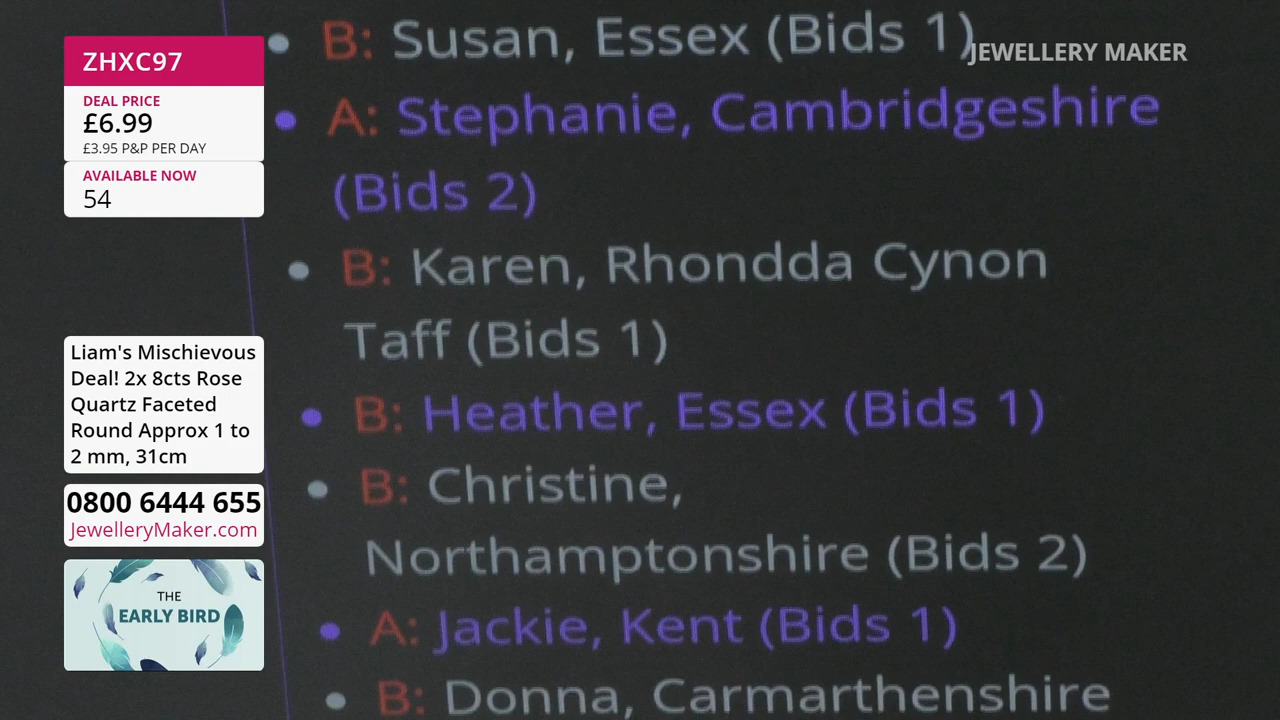 ZHXC97
DEAL PRICE
£6.99
£3.95 P&P PER DAY
AVAILABLE NOW
54
Liam's Mischievous
Deal! 2x 8cts Rose
Quartz Faceted
Round Approx 1 to
2 mm, 31cm
0800 6444 655
JewelleryMaker.com
THE
EARLY BIRD
JEWELLERY MAKER
B: Susan, Essex (Bids 1)
A: Stephanie, Cambridgeshire
(Bids 2)
B: Karen, Rhondda Cynon
Taff (Bids 1)
B: Heather, Essex (Bids 1)
B: Christine,
Northamptonshire (Bids 2)
A: Jackie, Kent (Bids 1)
B: Donna, Carmarthenshire